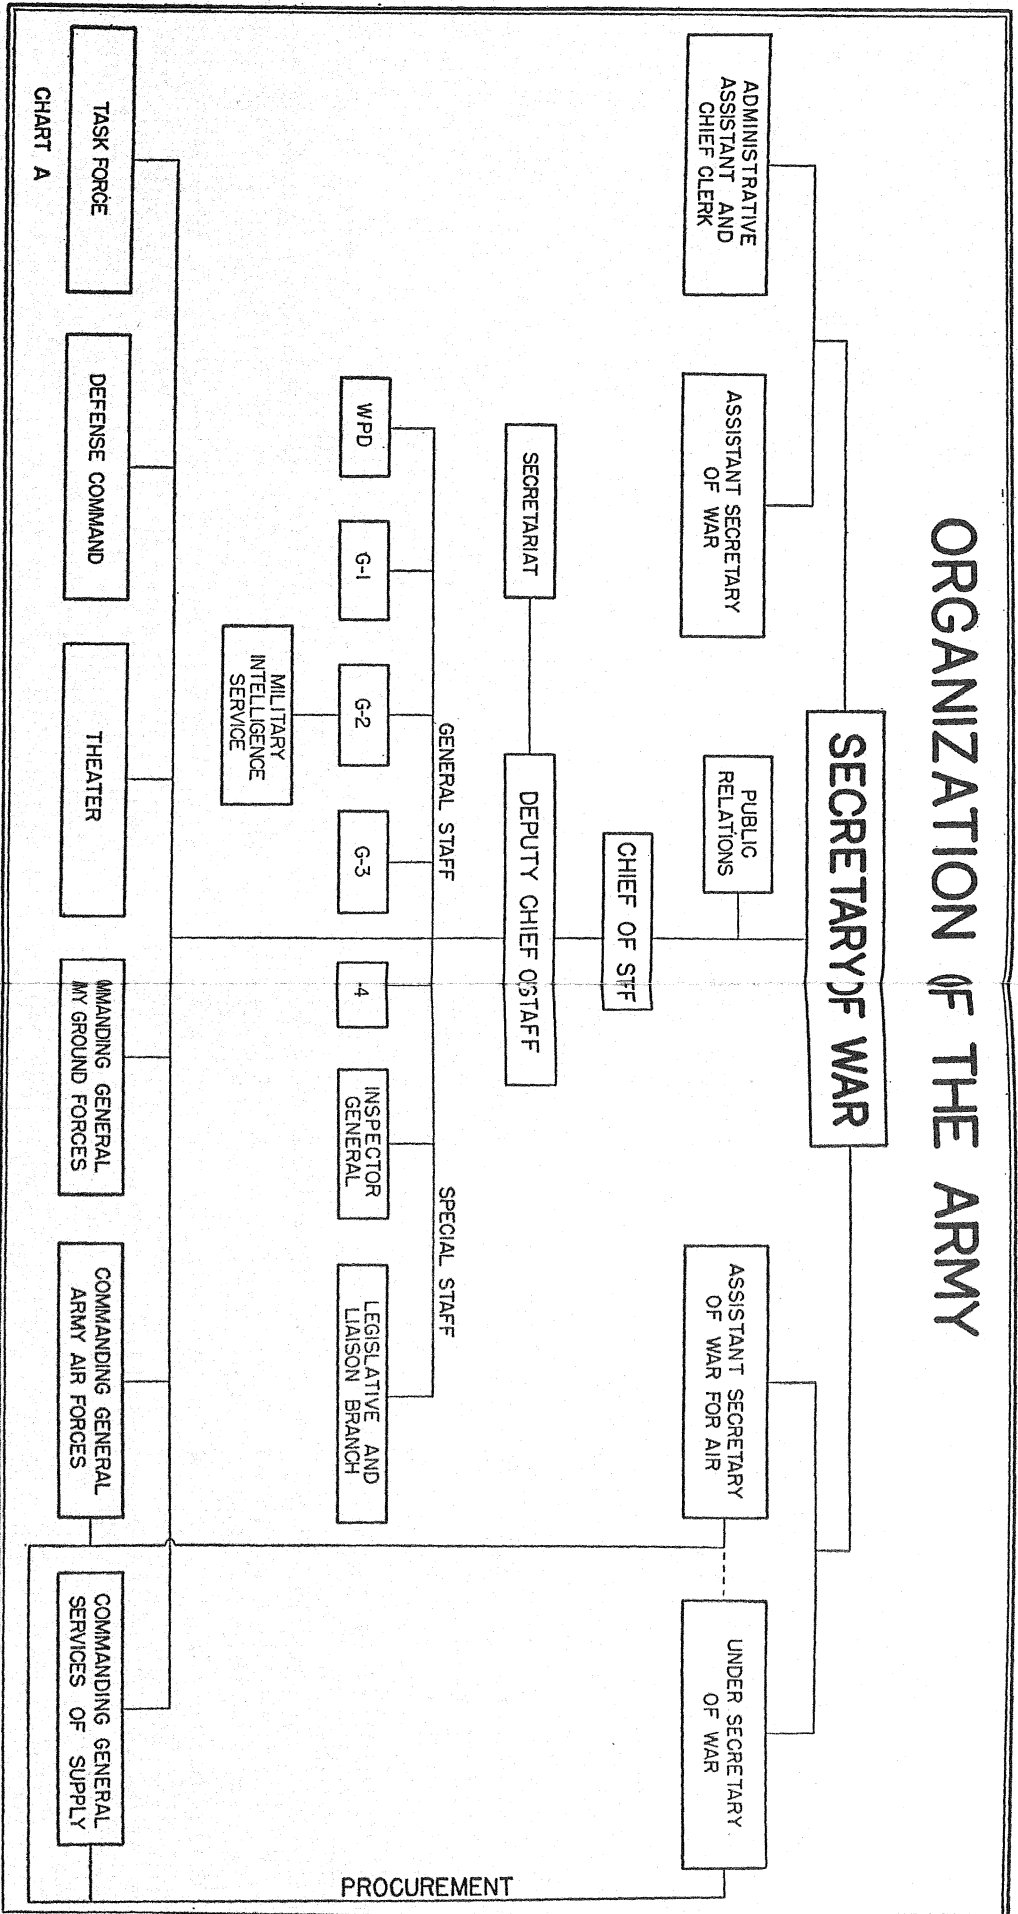 ORGANIZATION OF THE ARMY
SECRETARY OF WAR
ADMINISTRATIVE
ASSISTANT AND
CHIEF CLERK
ASSISTANT SECRETARY
OF WAR
PUBLIC
RELATIONS
ASSISTANT SECRETARY
OF WAR FOR AIR
UNDER SECRETARY
OF WAR
CHIEF OF STFF
SECRETARIAT
DEPUTY CHIEF O STAFF
GENERAL STAFF
SPECIAL STAFF
WPD
G-1
G-2
G-3
-4
INSPECTOR
GENERAL
LEGISLATIVE AND
LIAISON BRANCH
MILITARY
INTELLIGENCE
SERVICE
PROCUREMENT
TASK FORCE
DEFENSE COMMAND
THEATER
MMANDING GENERAL
MY GROUND FORCES
COMMANDING GENERAL
ARMY AIR FORCES
COMMANDING GENERAL
SERVICES OF SUPPLY
CHART A